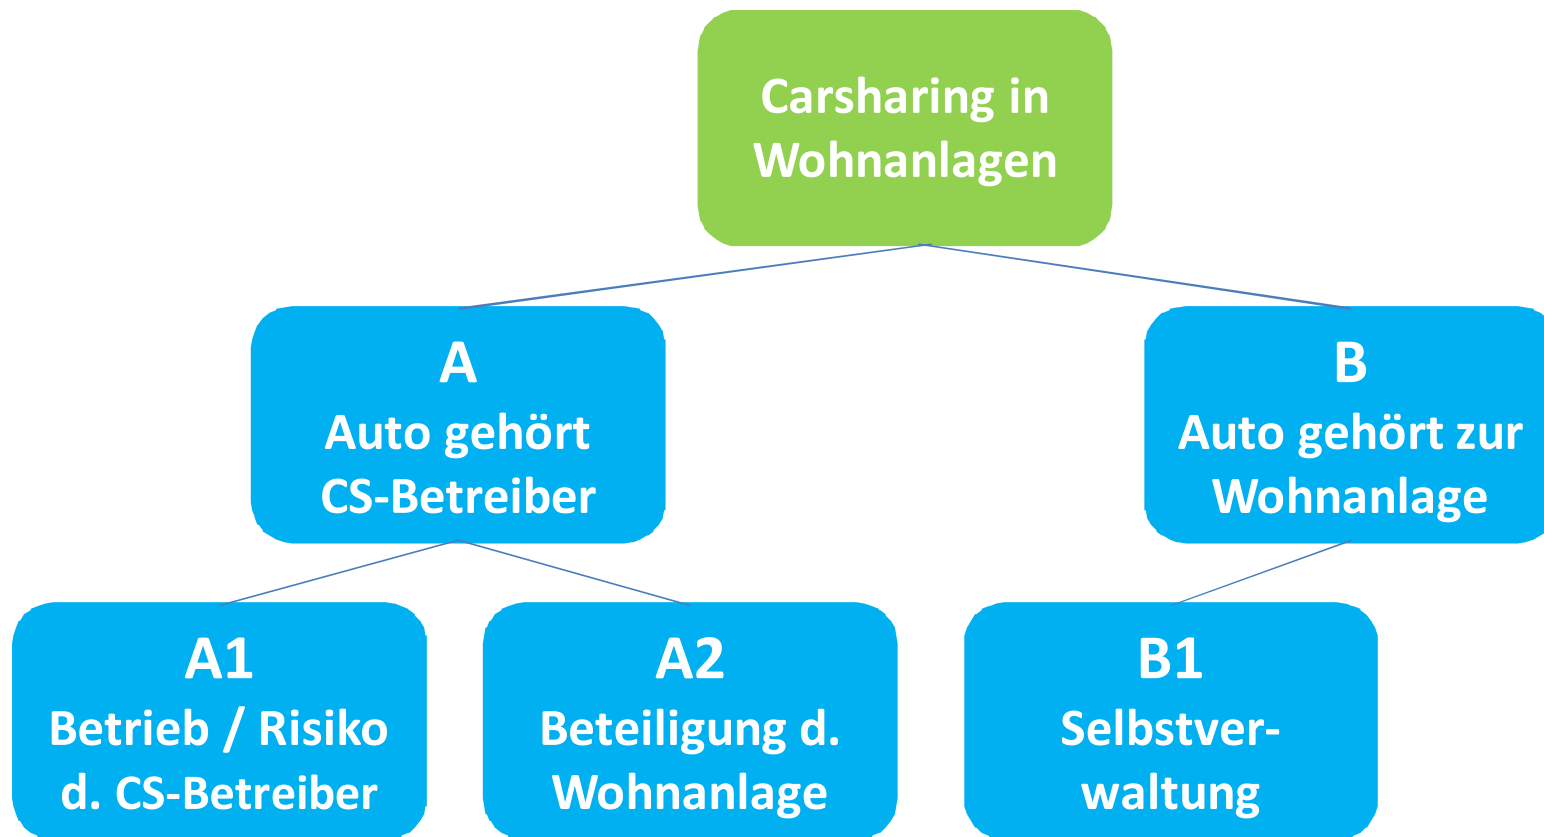 Carsharing in
Wohnanlagen
A
Auto gehört
CS-Betreiber
B
Auto gehört zur
Wohnanlage
A1
Betrieb / Risiko
d. CS-Betreiber
A2
Beteiligung d.
Wohnanlage
B1
Selbstver-
waltung